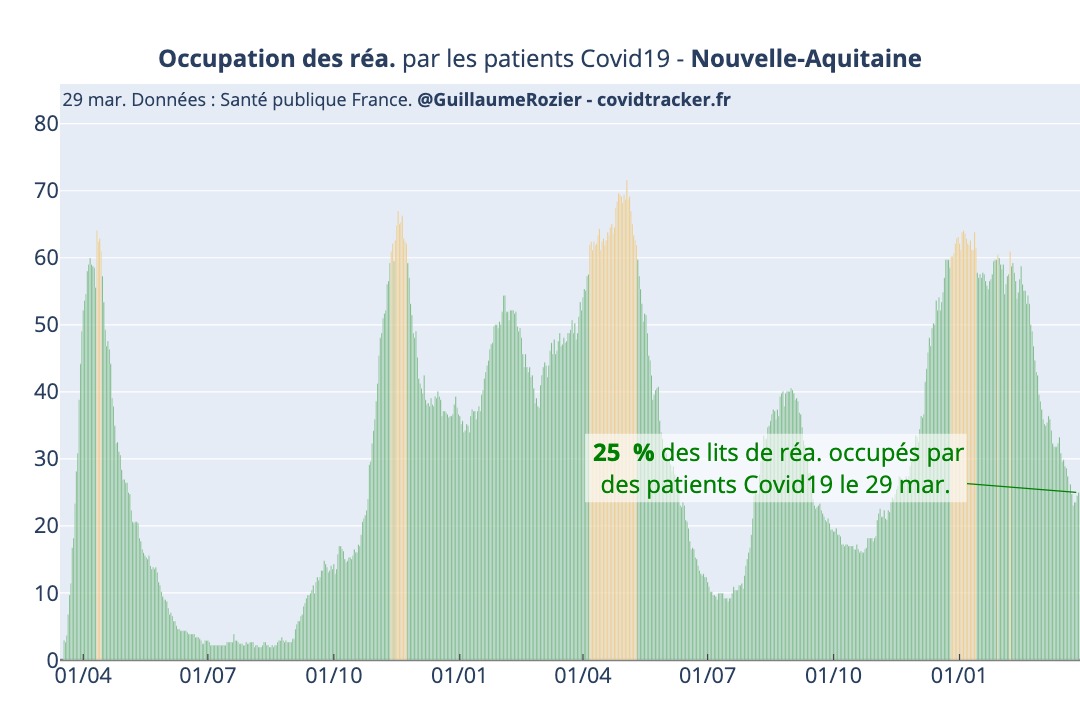 Occupation des réa. par les patients Covid19 - Nouvelle-Aquitaine
29 mar. Données : Santé publique France. @GuillaumeRozier - covidtracker.fr
80
70
60
50
40
30
20
10
0
25 % des lits de réa. occupés par
des patients Covid19 le 29 mar.
01/04 01/07 01/10 01/01 01/04 01/07 01/10 01/01